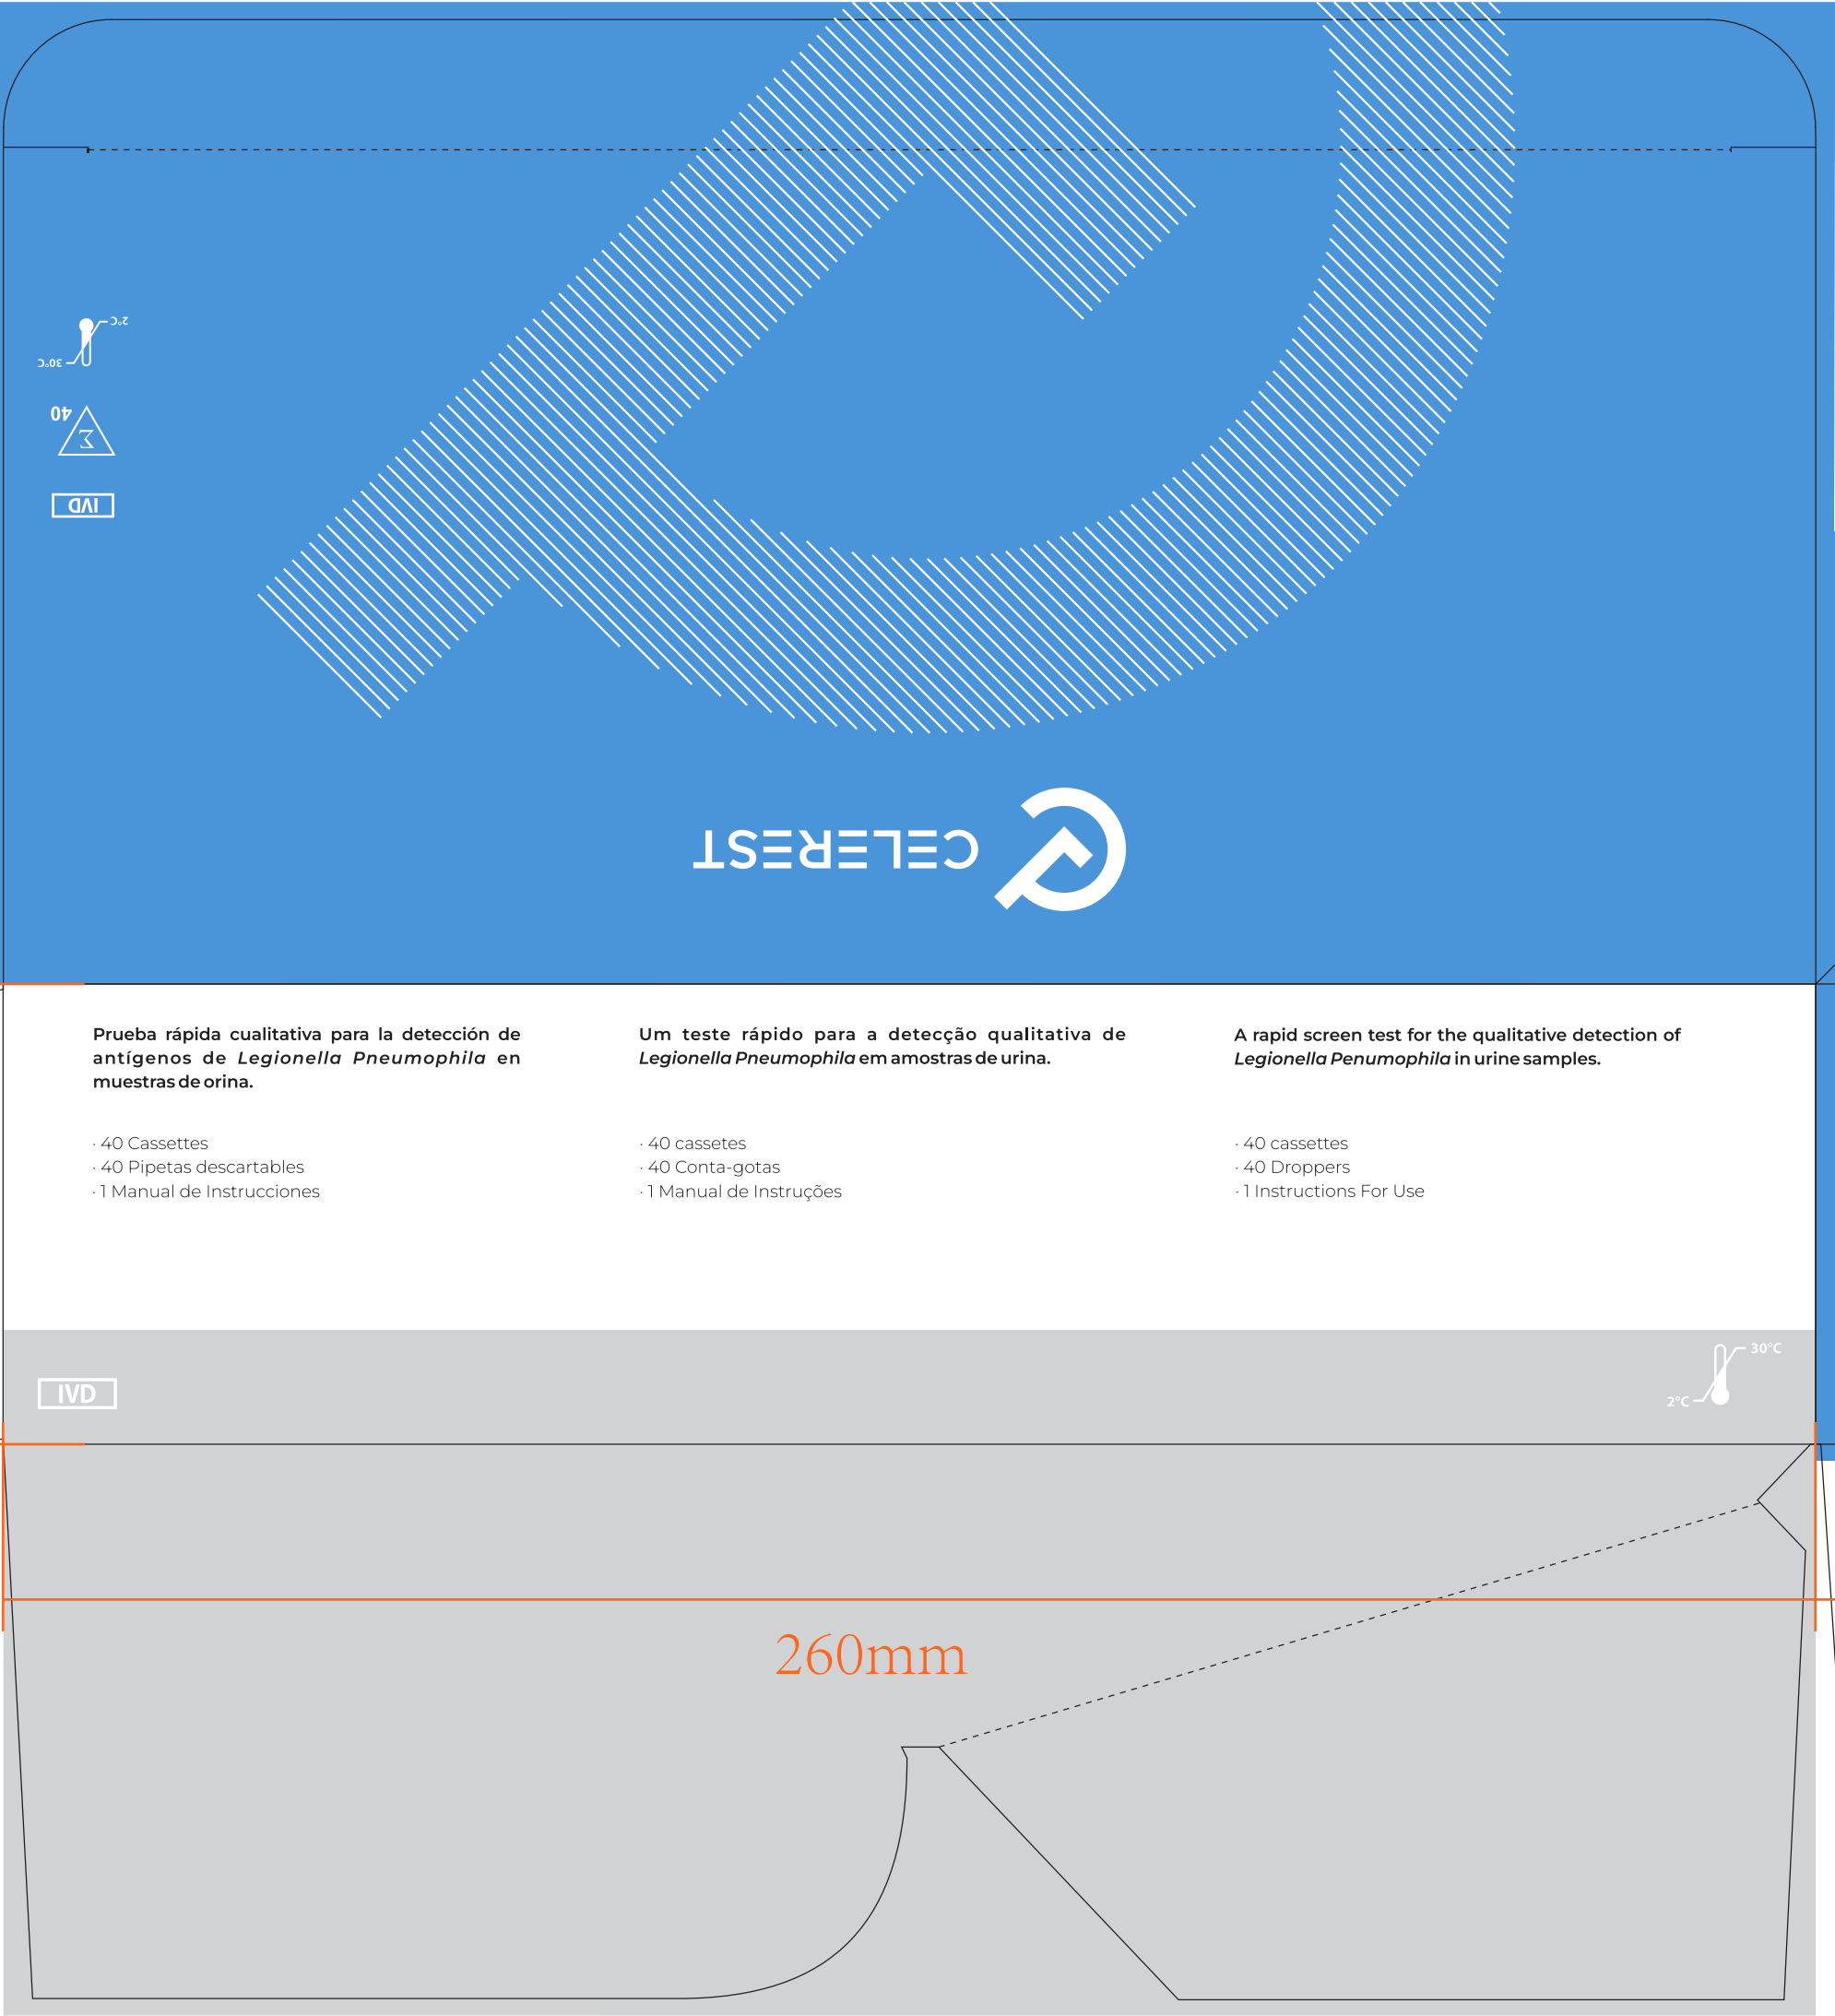 2°C
30°C
40
Σ
IVD
CELEREST
Prueba rápida cualitativa para la detección de
antígenos de Legionella Pneumophila en
muestras de orina.
· 40 Cassettes
· 40 Pipetas descartables
· 1 Manual de Instrucciones
Um teste rápido para a detecção qualitativa de
Legionella Pneumophila em amostras de urina.
· 40 cassetes
· 40 Conta-gotas
· 1 Manual de Instruções
A rapid screen test for the qualitative detection of
Legionella Penumophila in urine samples.
· 40 cassettes
· 40 Droppers
· 1 Instructions For Use
IVD
30°C
2°C
260mm